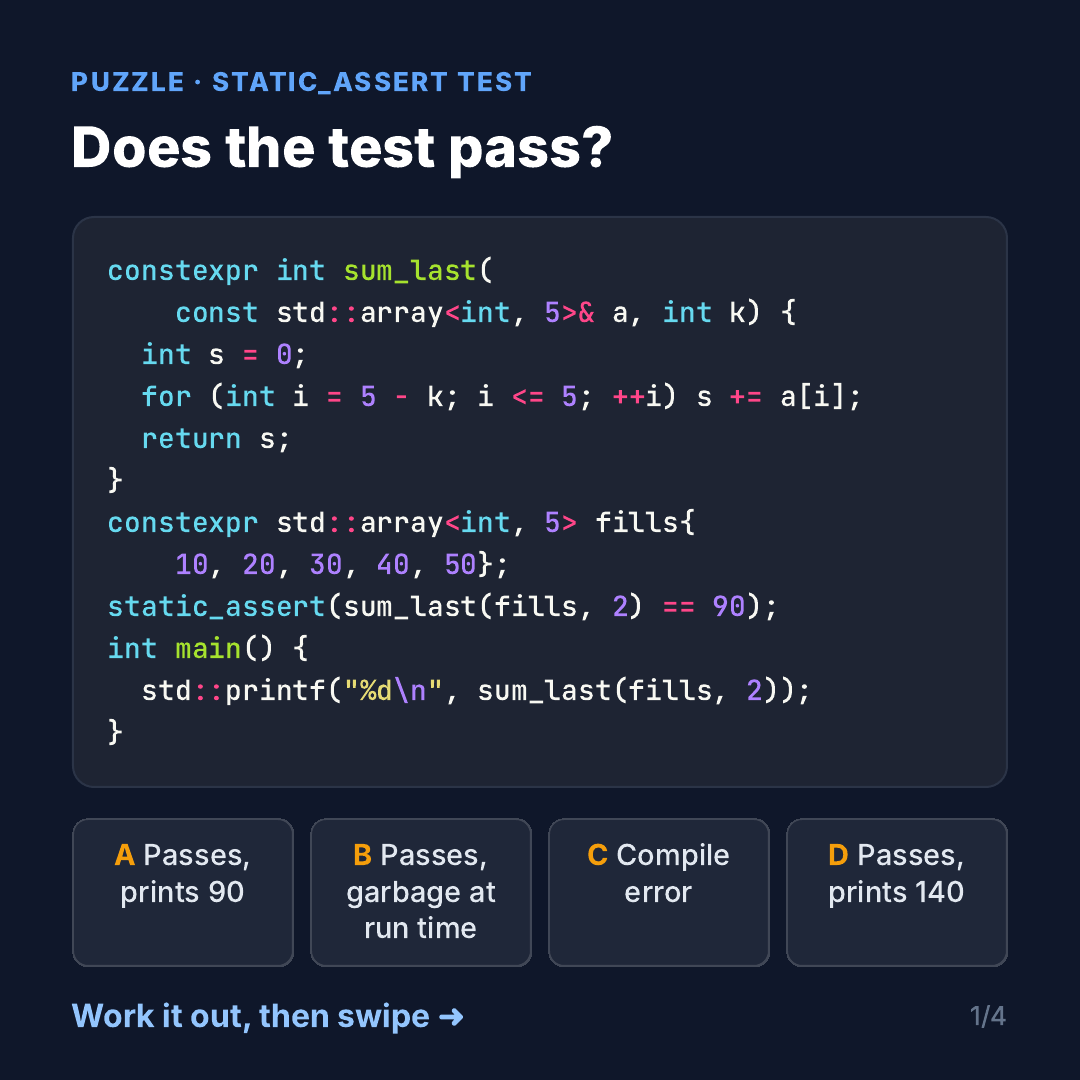 PUZZLE · STATIC_ASSERT TEST
Does the test pass?
constexpr int sum_last(
    const std::array<int, 5>& a, int k) {
  int s = 0;
  for (int i = 5 - k; i <= 5; ++i) s += a[i];
  return s;
}
constexpr std::array<int, 5> fills{
    10, 20, 30, 40, 50};
static_assert(sum_last(fills, 2) == 90);
int main() {
  std::printf("%d\n", sum_last(fills, 2));
}
A Passes,
prints 90
B Passes,
garbage at
run time
C Compile
error
D Passes,
prints 140
Work it out, then swipe ➜
1/4